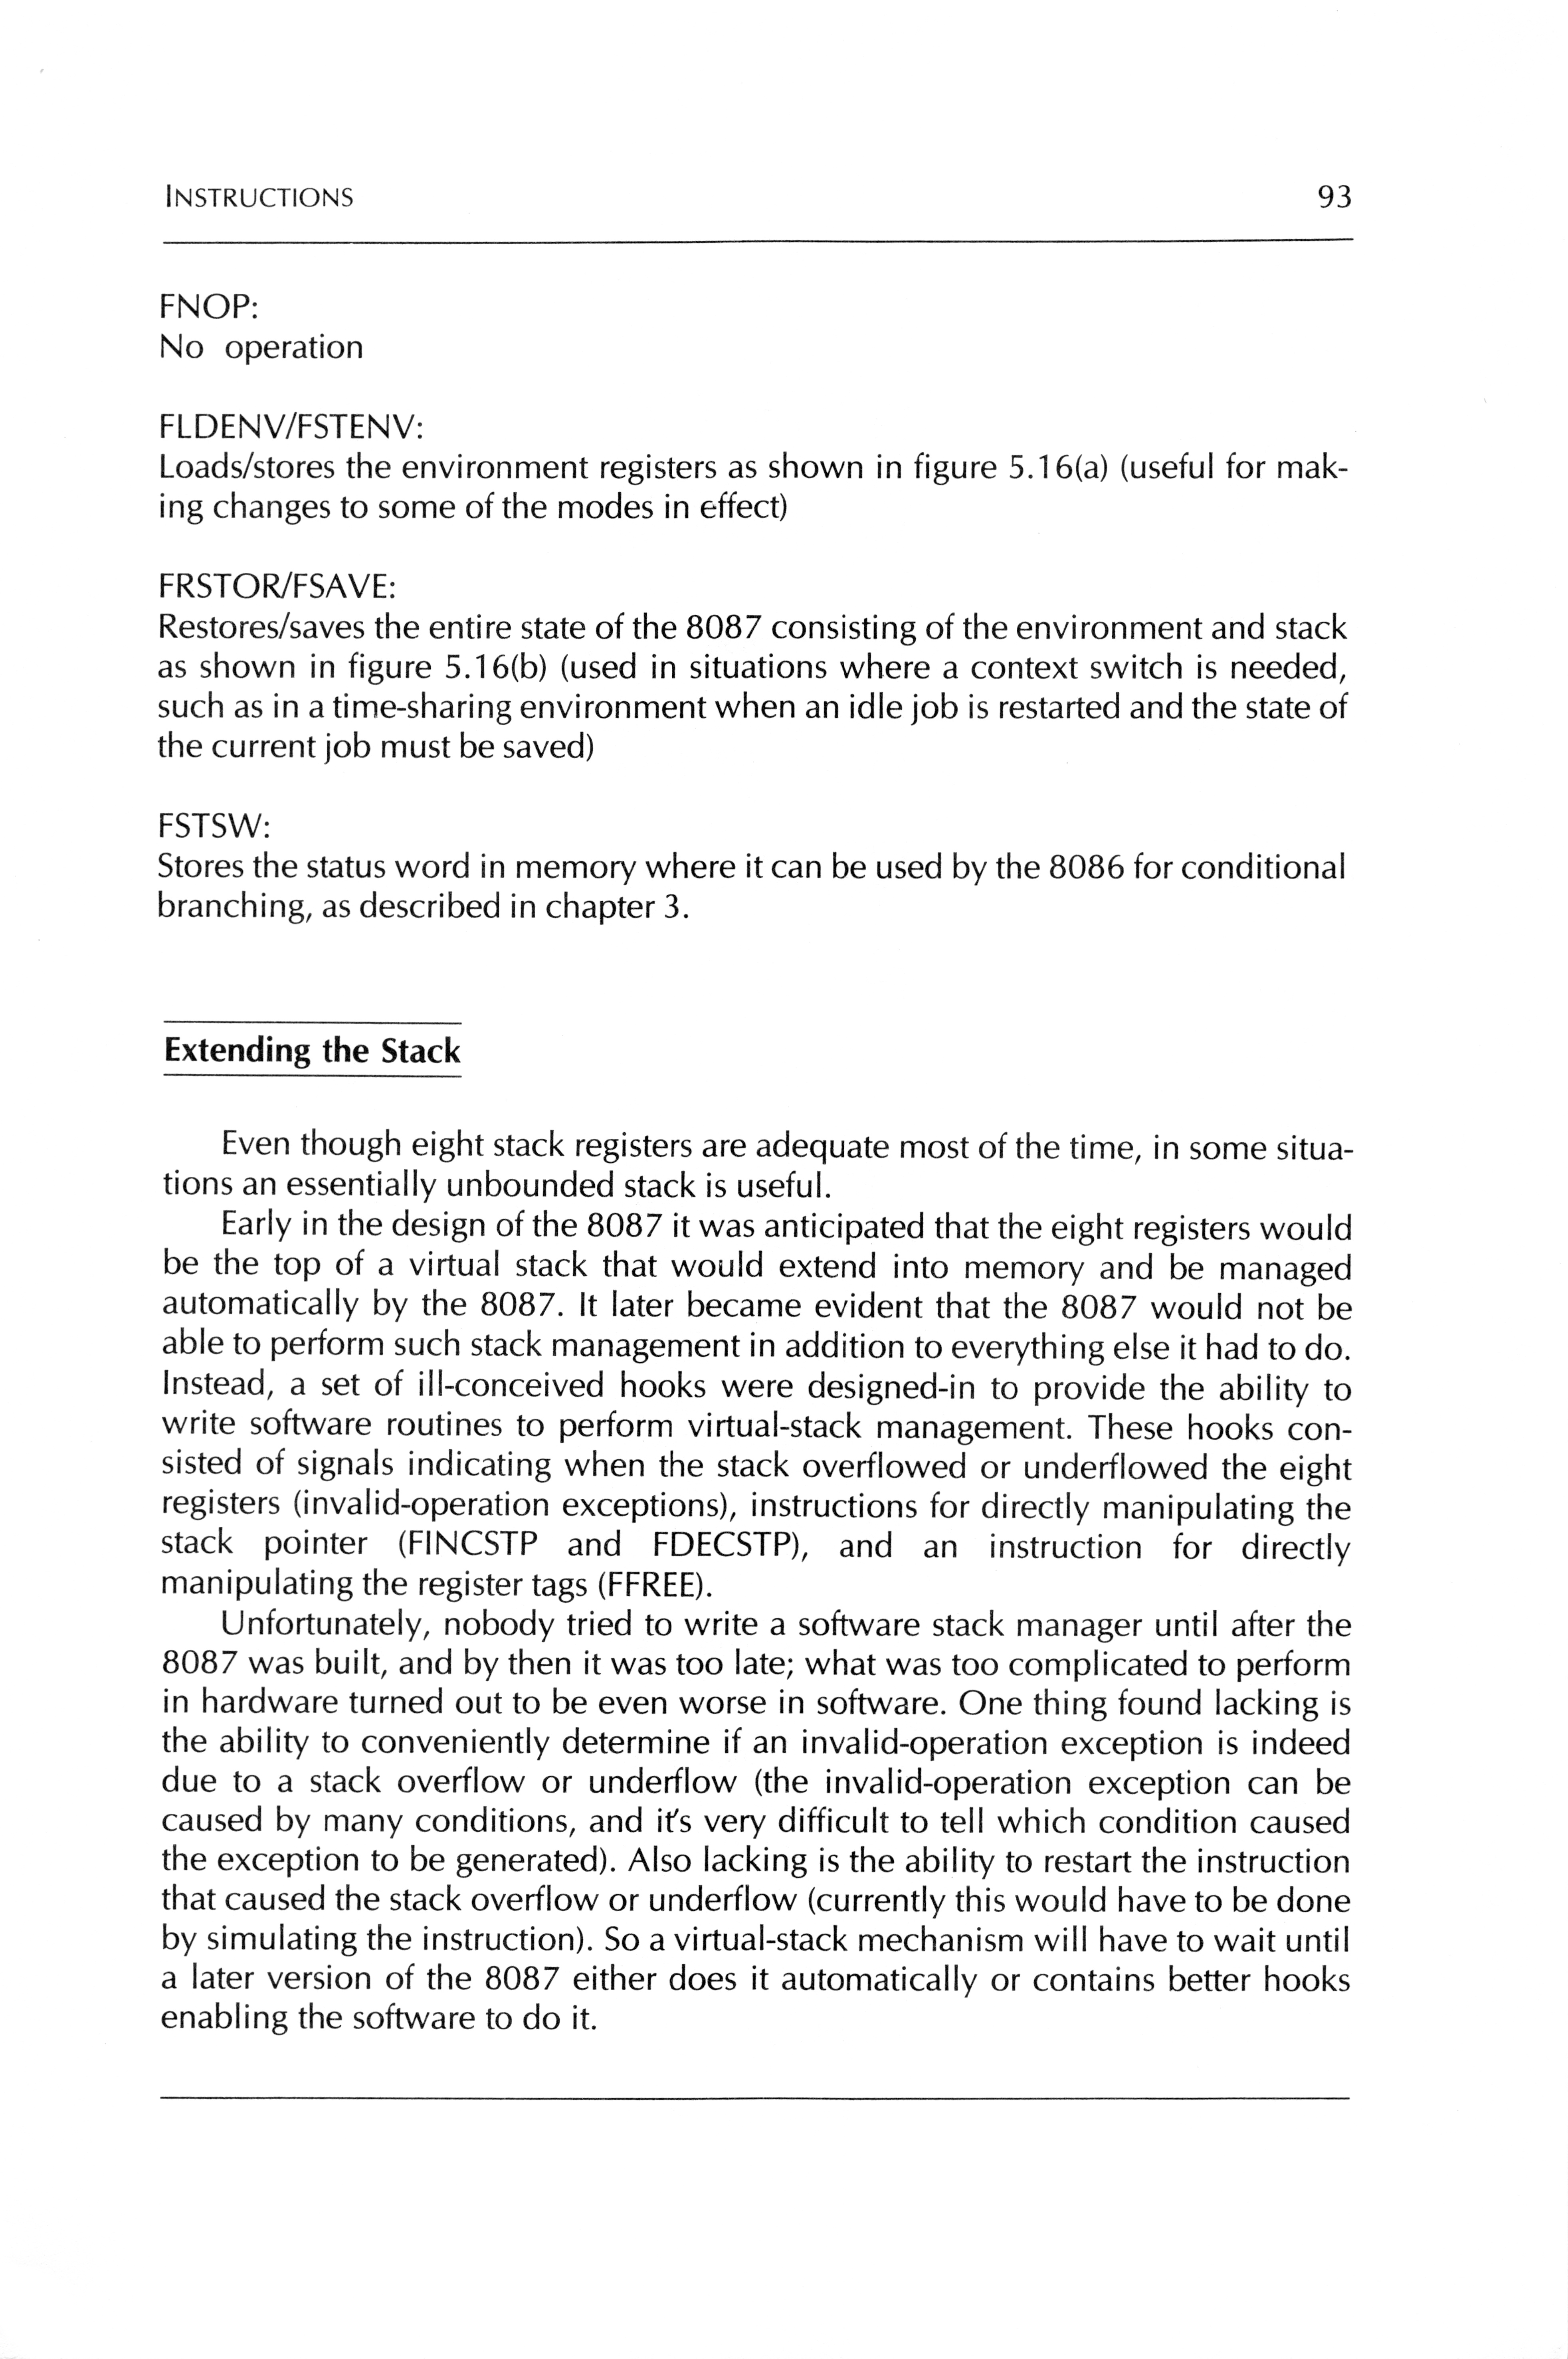 INSTRUCTIONS 93
FNOP:
No operation
FLDENV/FSTENV:
Loads/stores the environment registers as shown in figure 5.16(a) (useful for mak-
ing changes to some of the modes in effect)
FRSTOR/FSAVE:
Restores/saves the entire state of the 8087 consisting of the environment and stack
as shown in figure 5.16(b) (used in situations where a context switch is needed,
such as in a time-sharing environment when an idle job is restarted and the state of
the current job must be saved)
FSTSW:
Stores the status word in memory where it can be used by the 8086 for conditional
branching, as described in chapter 3.
Extending the Stack
Even though eight stack registers are adequate most of the time, in some situa-
tions an essentially unbounded stack is useful.
Early in the design of the 8087 it was anticipated that the eight registers would
be the top of a virtual stack that would extend into memory and be managed
automatically by the 8087. It later became evident that the 8087 would not be
able to perform such stack management in addition to everything else it had to do.
Instead, a set of ill-conceived hooks were designed-in to provide the ability to
write software routines to perform virtual-stack management. These hooks con-
sisted of signals indicating when the stack overflowed or underflowed the eight
registers (invalid-operation exceptions), instructions for directly manipulating the
stack pointer (FINCSTP and FDECSTP), and an instruction for directly
manipulating the register tags (FFREE).
Unfortunately, nobody tried to write a software stack manager until after the
8087 was built, and by then it was too late; what was too complicated to perform
in hardware turned out to be even worse in software. One thing found lacking is
the ability to conveniently determine if an invalid-operation exception is indeed
due to a stack overflow or underflow (the invalid-operation exception can be
caused by many conditions, and it's very difficult to tell which condition caused
the exception to be generated). Also lacking is the ability to restart the instruction
that caused the stack overflow or underflow (currently this would have to be done
by simulating the instruction). So a virtual-stack mechanism will have to wait until
a later version of the 8087 either does it automatically or contains better hooks
enabling the software to do it.